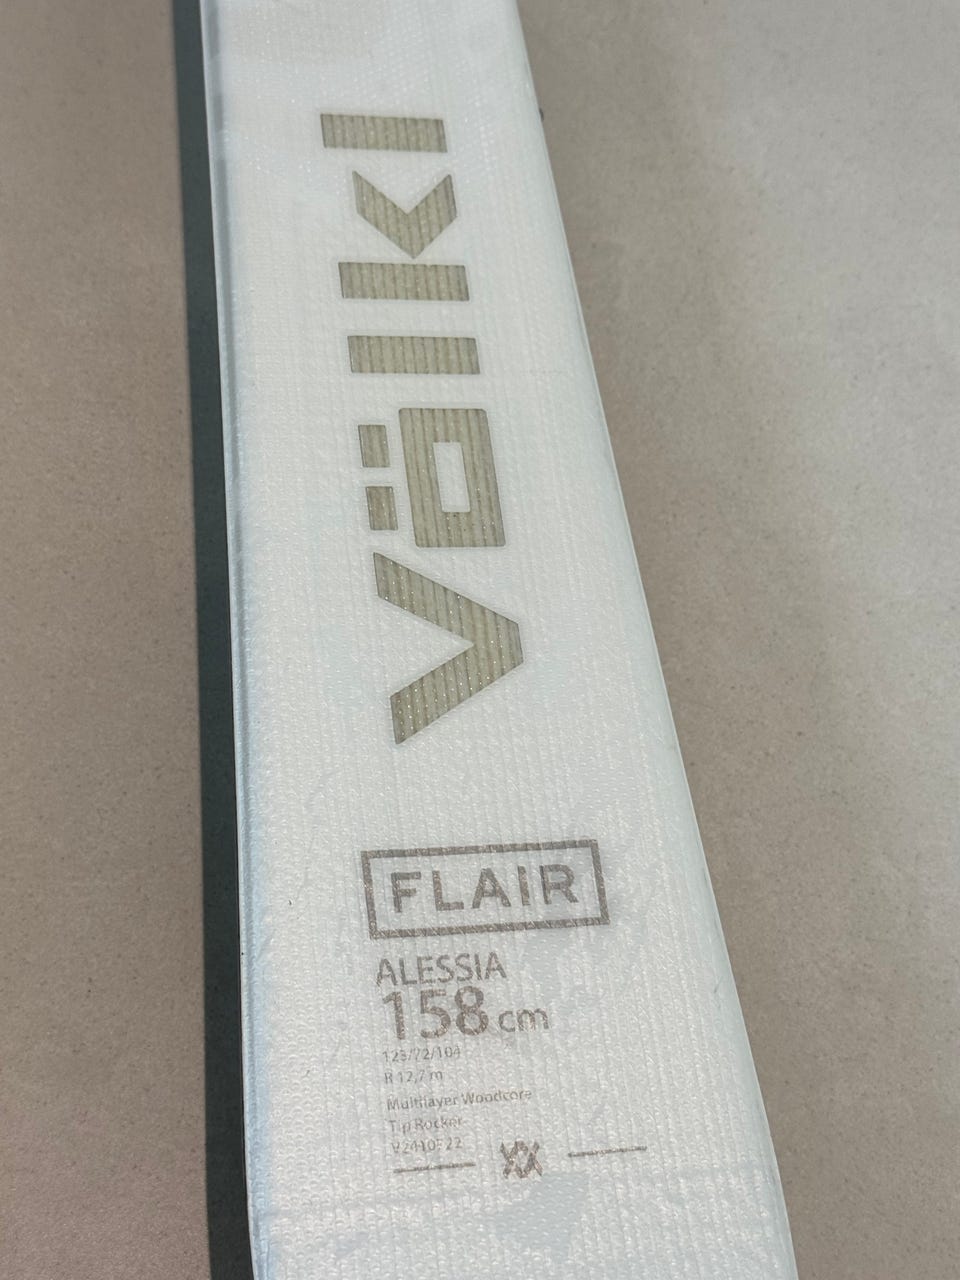 völkl
FLAIR
ALESSIA
158 cm
123/72/104
R 12,7 m
Multilayer Woodcore
Tip Rocker